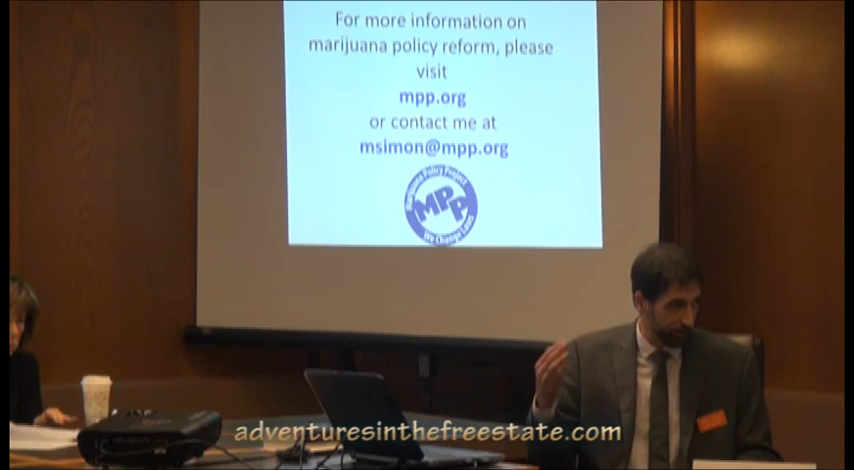 For more information on
marijuana policy reform, please
visit
mpp.org
or contact me at
msimon@mpp.org
Marijuana Policy Project
MPP
We Change Laws
adventuresinthefreestate.com